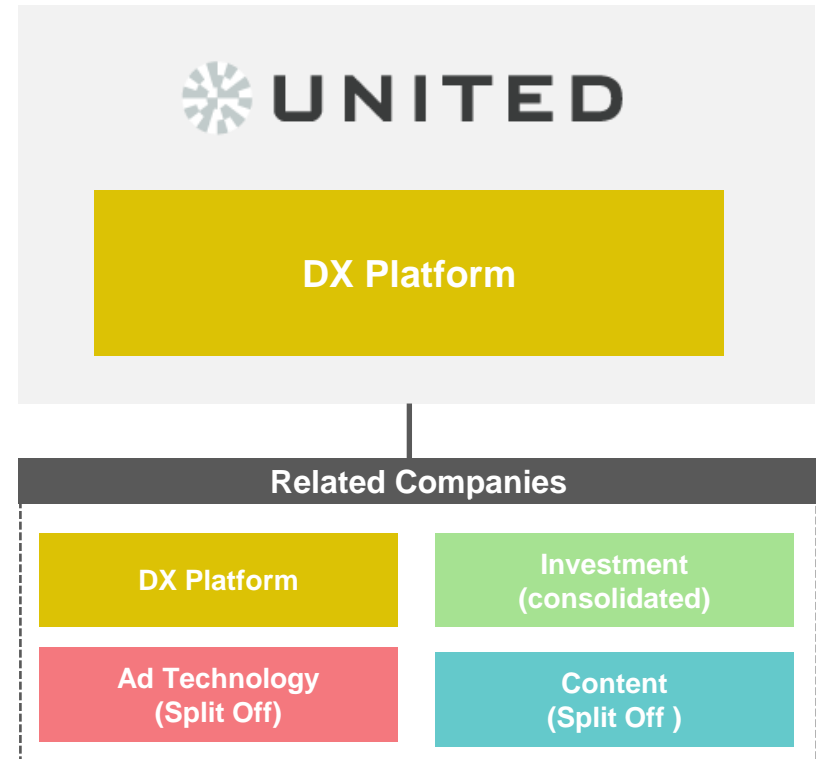 UNITED
DX Platform
Related Companies
DX Platform
Investment
(consolidated)
Ad Technology
(Split Off)
Content
(Split Off )